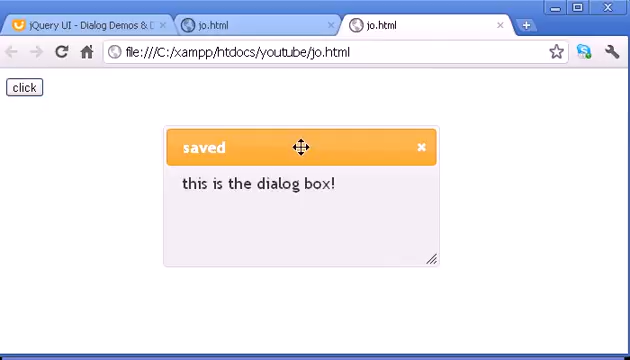 jQuery UI - Dialog Demos & D
jo.html
jo.html
file:///C:/xampp/htdocs/youtube/jo.html
click
saved
this is the dialog box!